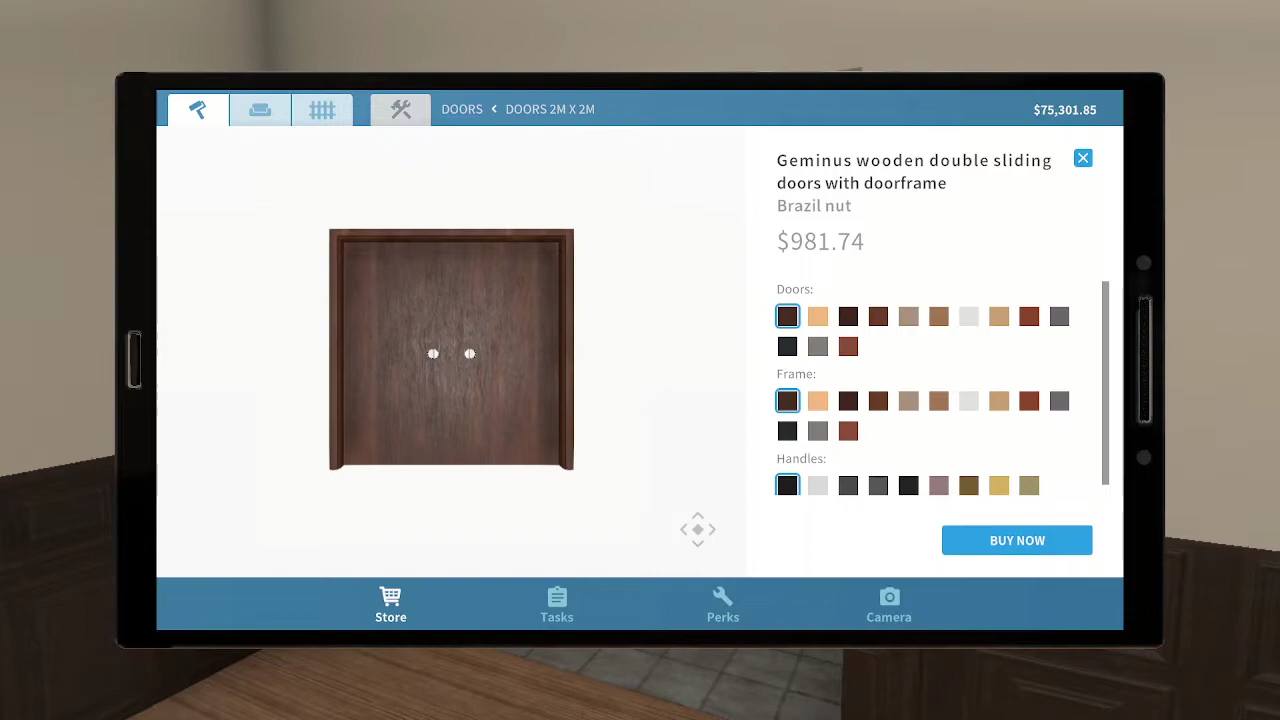 DOORS < DOORS 2M X 2M
$75,301.85
Geminus wooden double sliding
doors with doorframe
Brazil nut
$981.74
Doors:
Frame:
Handles:
BUY NOW
Store
Tasks
Perks
Camera